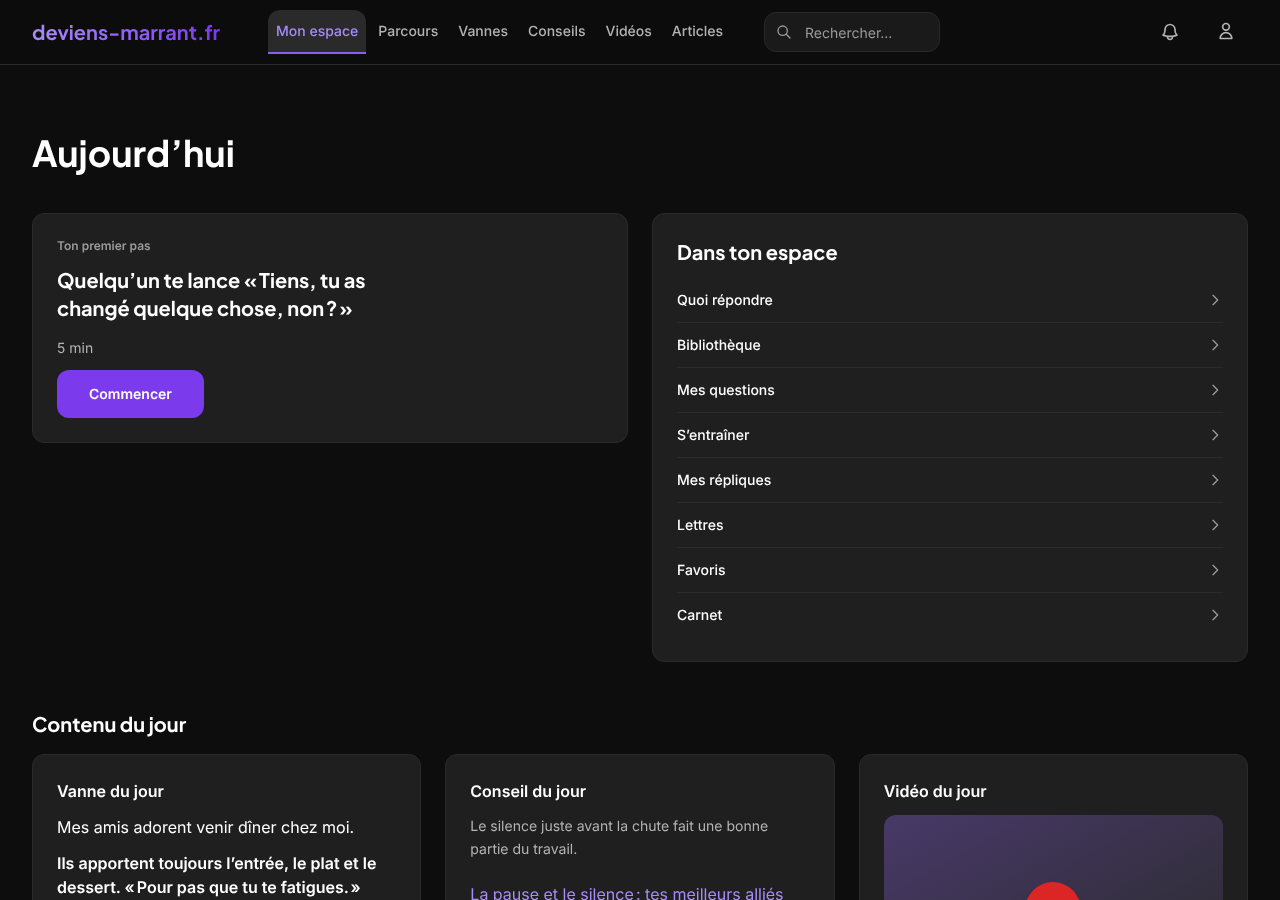 deviens-marrant.fr
Mon espace
Parcours
Vannes
Conseils
Vidéos
Articles
Rechercher...
Aujourd’hui
Ton premier pas
Quelqu’un te lance « Tiens, tu as
changé quelque chose, non ? »
5 min
Commencer
Dans ton espace
Quoi répondre
Bibliothèque
Mes questions
S’entraîner
Mes répliques
Lettres
Favoris
Carnet
Contenu du jour
Vanne du jour
Mes amis adorent venir dîner chez moi.
Ils apportent toujours l’entrée, le plat et le
dessert. « Pour pas que tu te fatigues. »
Conseil du jour
Le silence juste avant la chute fait une bonne
partie du travail.
La pause et le silence : tes meilleurs alliés
Vidéo du jour